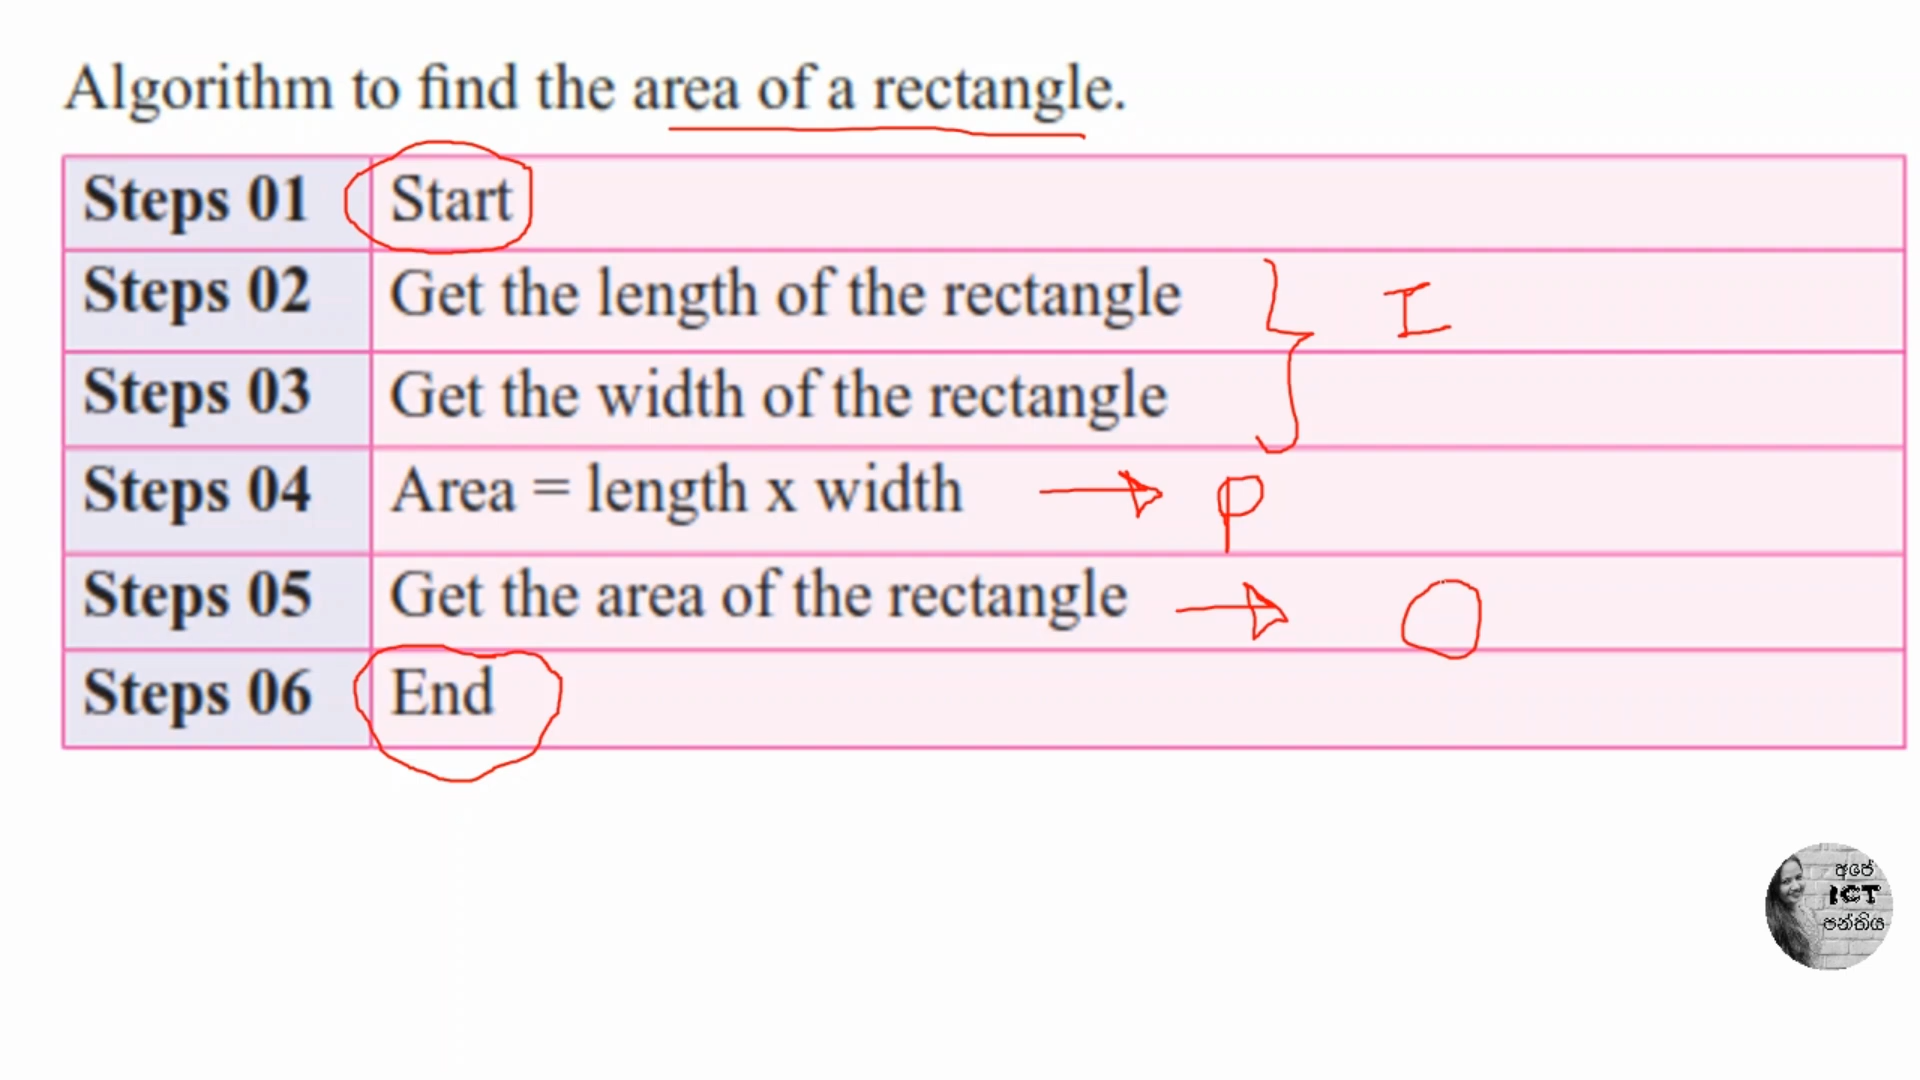 Algorithm to find the area of a rectangle.
Steps 01 Start
Steps 02 Get the length of the rectangle I
Steps 03 Get the width of the rectangle
Steps 04 Area = length x width P
Steps 05 Get the area of the rectangle O
Steps 06 End
අපේ
ICT
පන්තිය